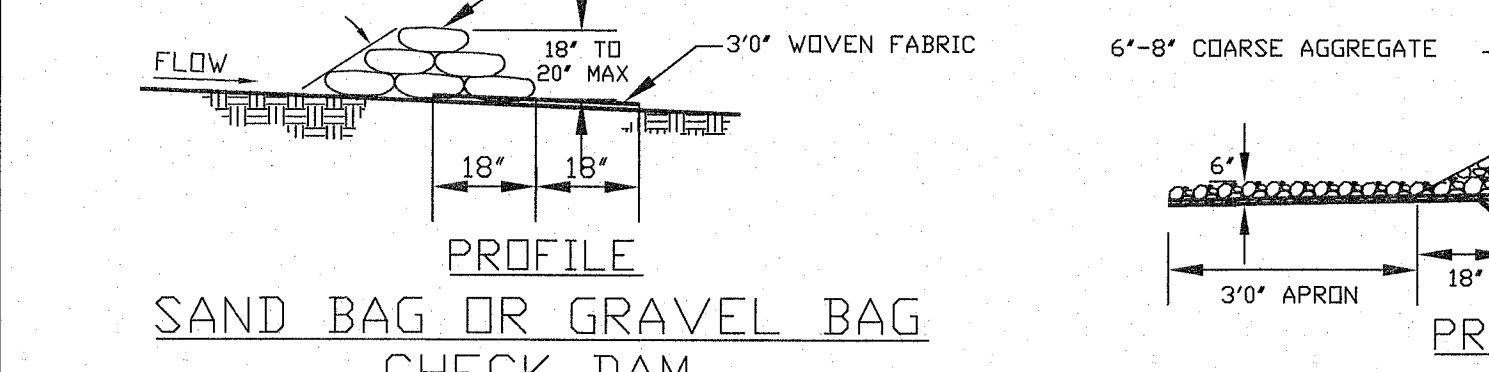 FLOW
18" TO
20" MAX
3'0" WOVEN FABRIC
18" 18"
PROFILE
SAND BAG OR GRAVEL BAG
CHECK DAM
6"-8" COARSE AGGREGATE
6"
3'0" APRON
18"
PR